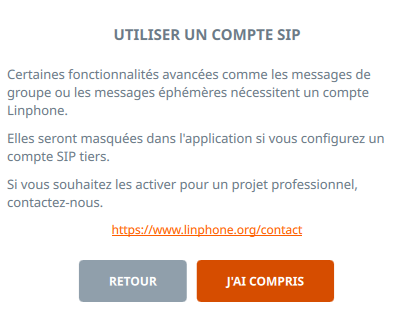 UTILISER UN COMPTE SIP
Certaines fonctionnalités avancées comme les messages de
groupe ou les messages éphémères nécessitent un compte
Linphone.
Elles seront masquées dans l'application si vous configurez un
compte SIP tiers.
Si vous souhaitez les activer pour un projet professionnel,
contactez-nous.
https://www.linphone.org/contact
RETOUR
J'AI COMPRIS